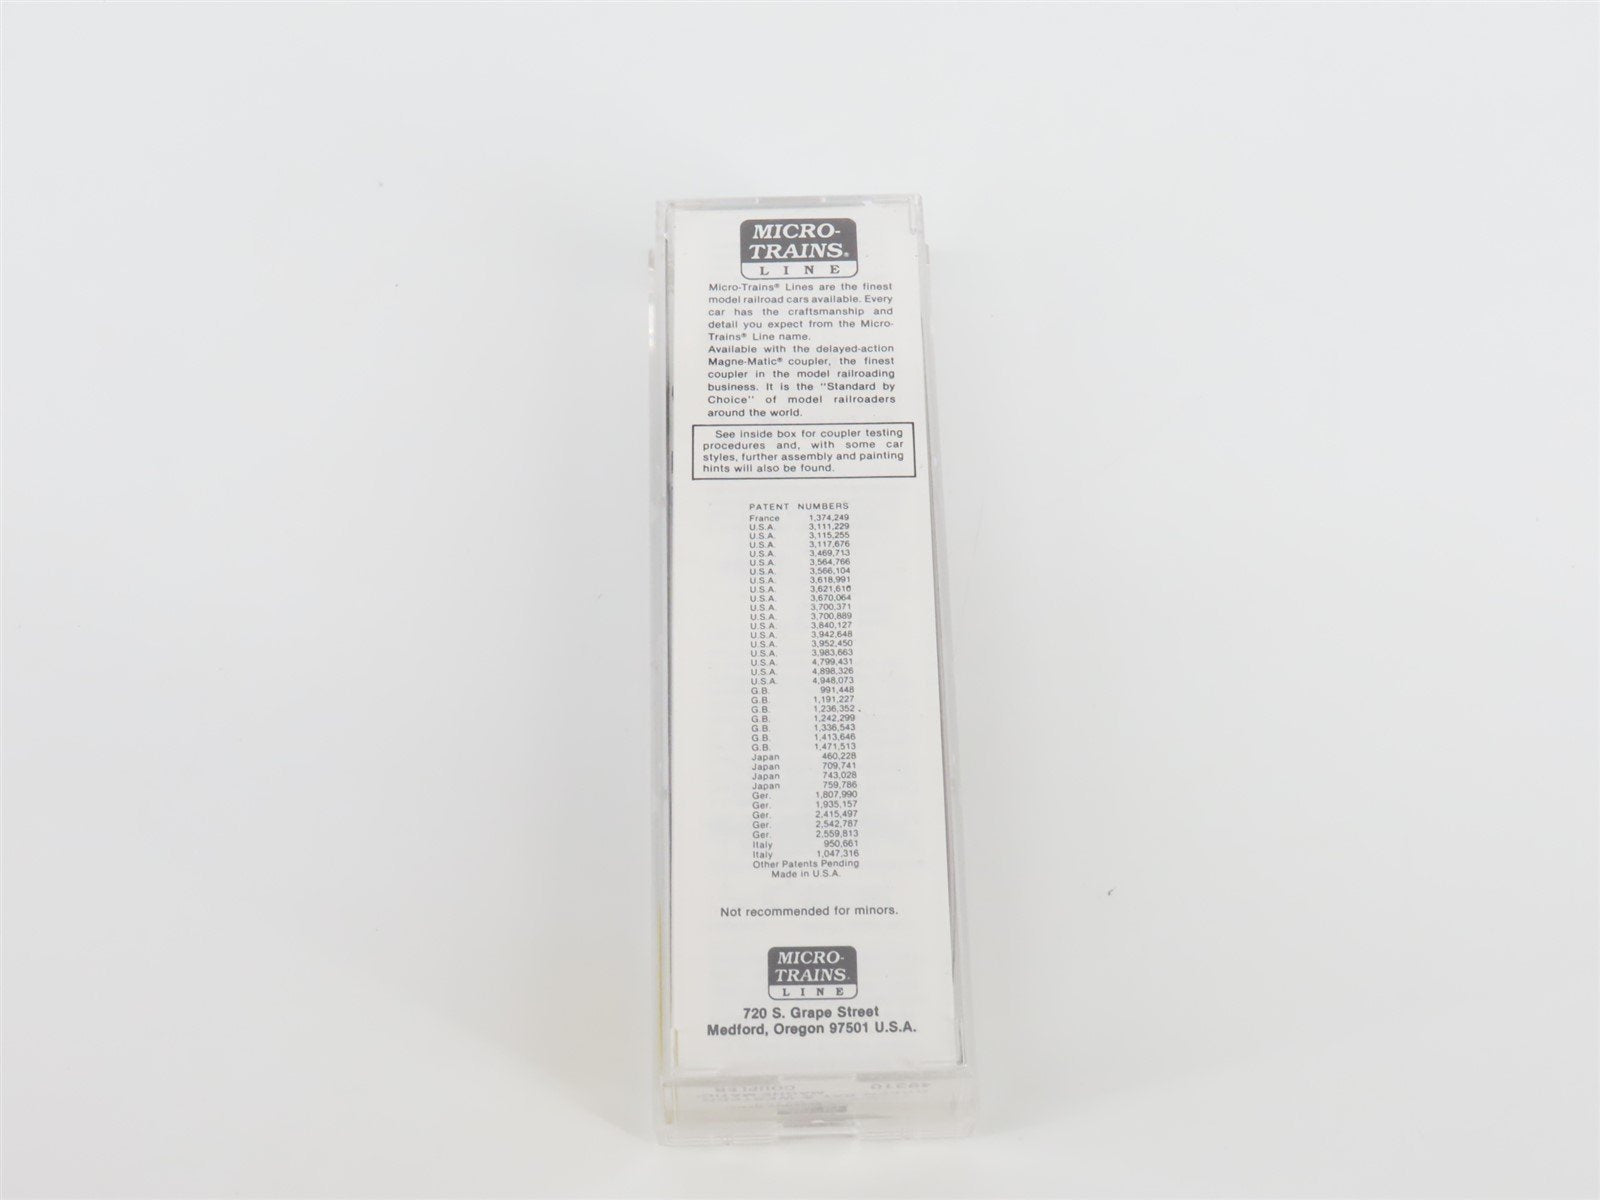 MICRO-
TRAINS®
LINE
Micro-Trains® Lines are the finest
model railroad cars available. Every
car has the craftsmanship and
detail you expect from the Micro-
Trains® Line name.
Available with the delayed-action
Magne-Matic® coupler, the finest
coupler in the model railroading
business. It is the "Standard by
Choice" of model railroaders
around the world.
See inside box for coupler testing
procedures and, with some car
styles, further assembly and painting
hints will also be found.
PATENT NUMBERS
France 1,374,249
U.S.A. 3,111,229
U.S.A. 3,115,255
U.S.A. 3,117,676
U.S.A. 3,469,713
U.S.A. 3,564,766
U.S.A. 3,566,104
U.S.A. 3,618,991
U.S.A. 3,621,610
U.S.A. 3,670,064
U.S.A. 3,700,371
U.S.A. 3,700,889
U.S.A. 3,840,127
U.S.A. 3,942,648
U.S.A. 3,952,450
U.S.A. 3,983,663
U.S.A. 4,799,431
U.S.A. 4,898,326
U.S.A. 4,948,073
G.B. 991,448
G.B. 1,191,227
G.B. 1,236,352
G.B. 1,242,299
G.B. 1,336,543
G.B. 1,413,646
G.B. 1,471,513
Japan 460,228
Japan 709,741
Japan 743,028
Japan 759,786
Ger. 1,807,990
Ger. 1,935,157
Ger. 2,415,497
Ger. 2,542,787
Ger. 2,559,813
Italy 950,661
Italy 1,047,316
Other Patents Pending
Made in U.S.A.
Not recommended for minors.
MICRO-
TRAINS®
LINE
720 S. Grape Street
Medford, Oregon 97501 U.S.A.
49310
COUPLER